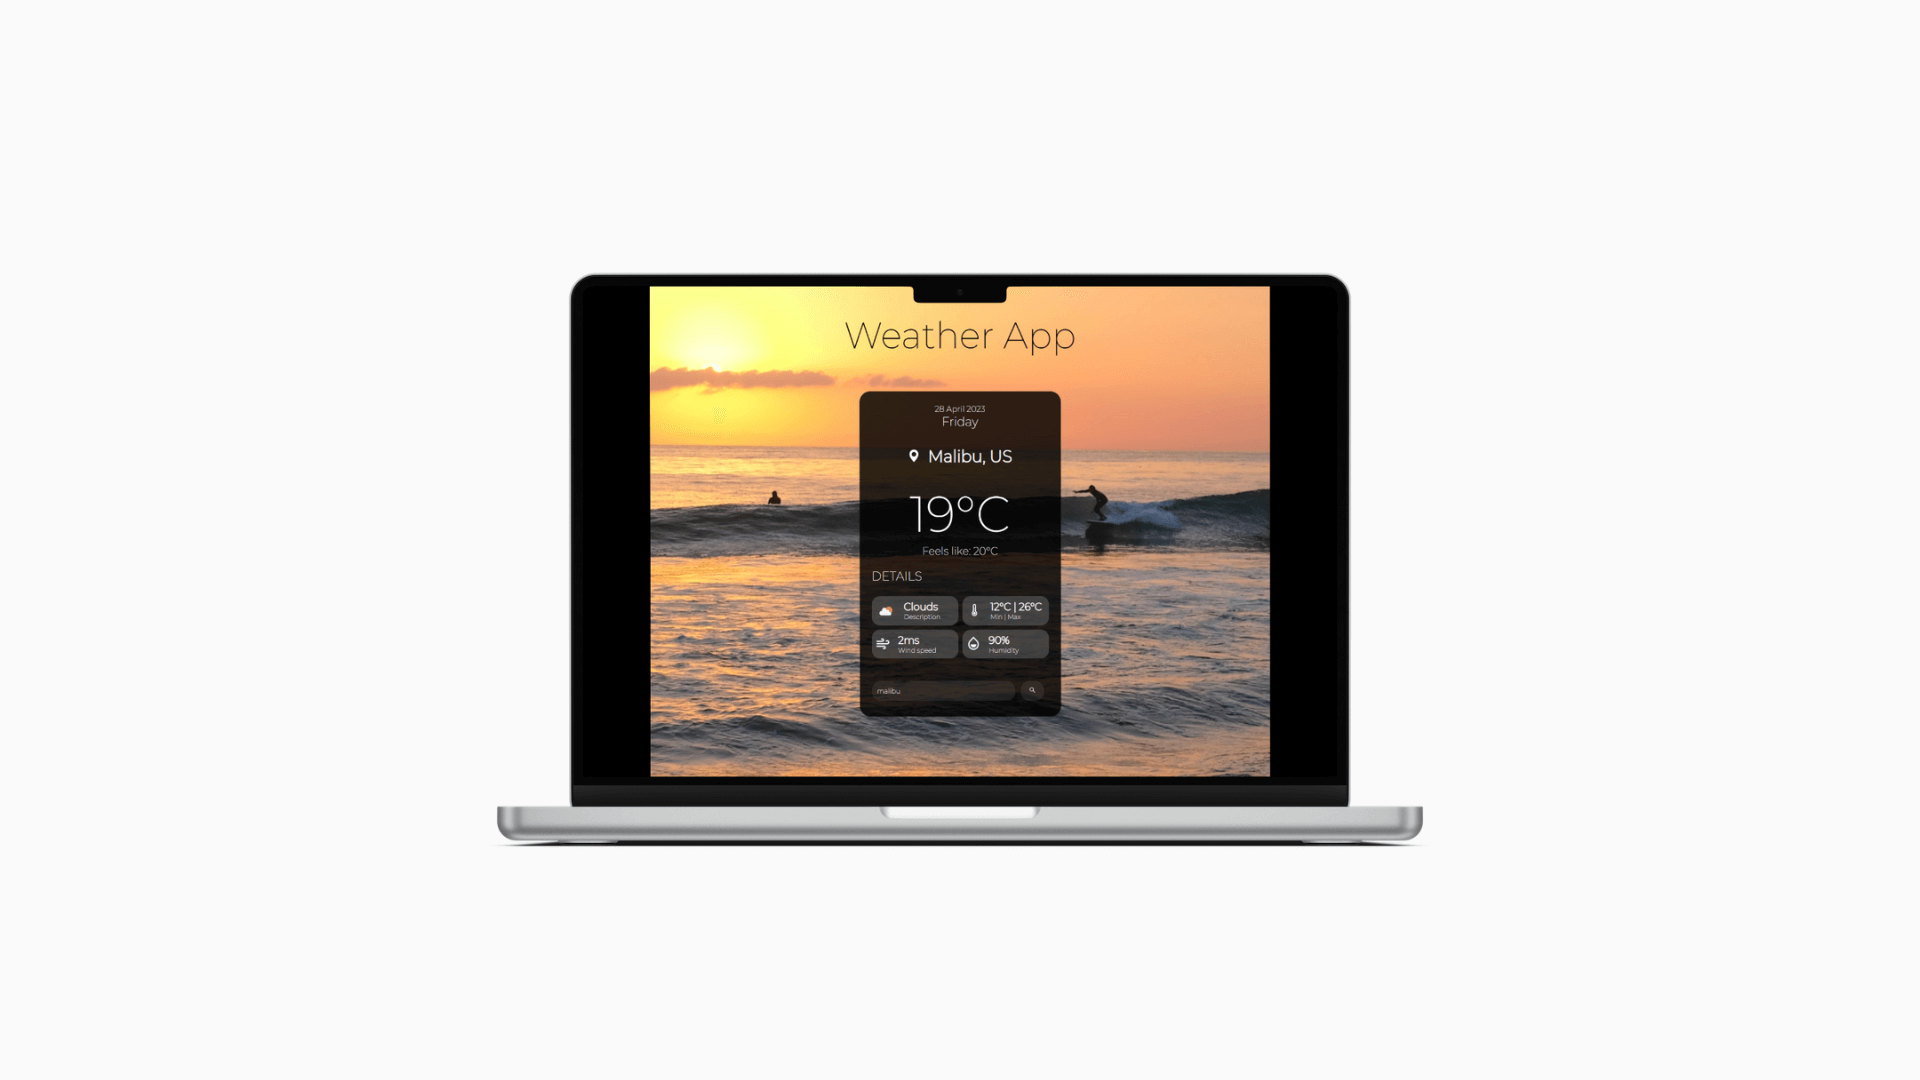 Weather App
28 April 2023
Friday
Malibu, US
19°C
Feels like: 20°C
DETAILS
Clouds
Description
12°C | 26°C
Min | Max
2ms
Wind speed
90%
Humidity
malibu